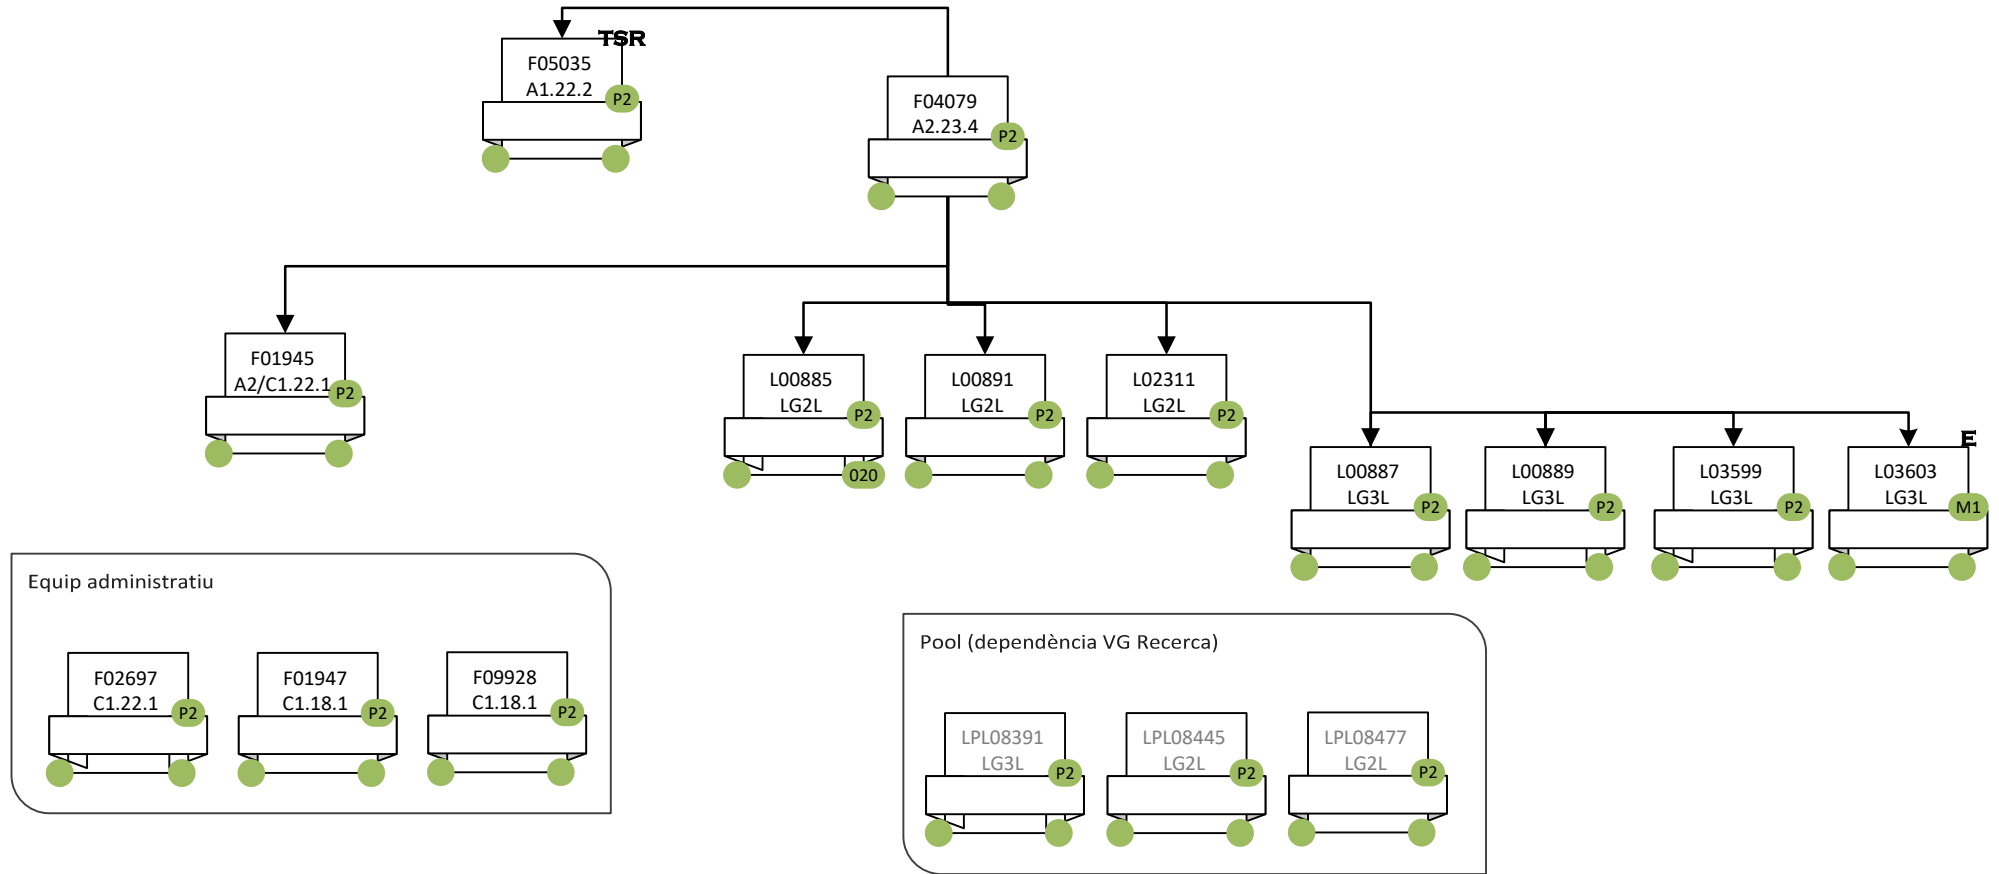 TSR
F05035
A1.22.2
P2
F04079
A2.23.4
P2
F01945
A2/C1.22.1
P2
L00885
LG2L
P2
020
L00891
LG2L
P2
L02311
LG2L
P2
L00887
LG3L
P2
L00889
LG3L
P2
L03599
LG3L
P2
E
L03603
LG3L
M1
Equip administratiu
F02697
C1.22.1
P2
F01947
C1.18.1
P2
F09928
C1.18.1
P2
Pool (dependència VG Recerca)
LPL08391
LG3L
P2
LPL08445
LG2L
P2
LPL08477
LG2L
P2